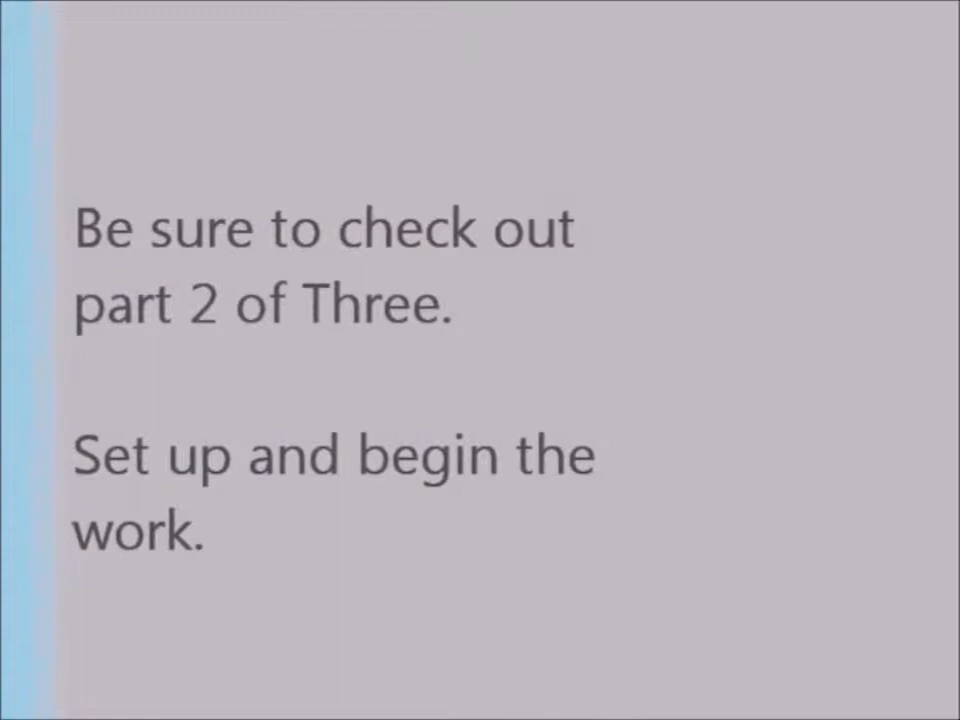 Be sure to check out
part 2 of Three.
Set up and begin the
work.